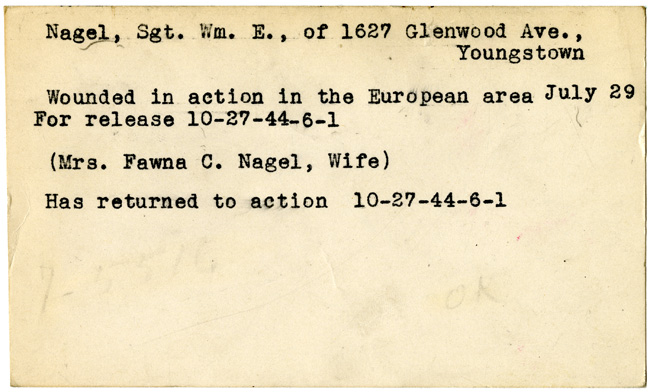 Nagel, Sgt. Wm. E., of 1627 Glenwood Ave.,
Youngstown
Wounded in action in the European area July 29
For release 10-27-44-6-1
(Mrs. Fawna C. Nagel, Wife)
Has returned to action 10-27-44-6-1
OK